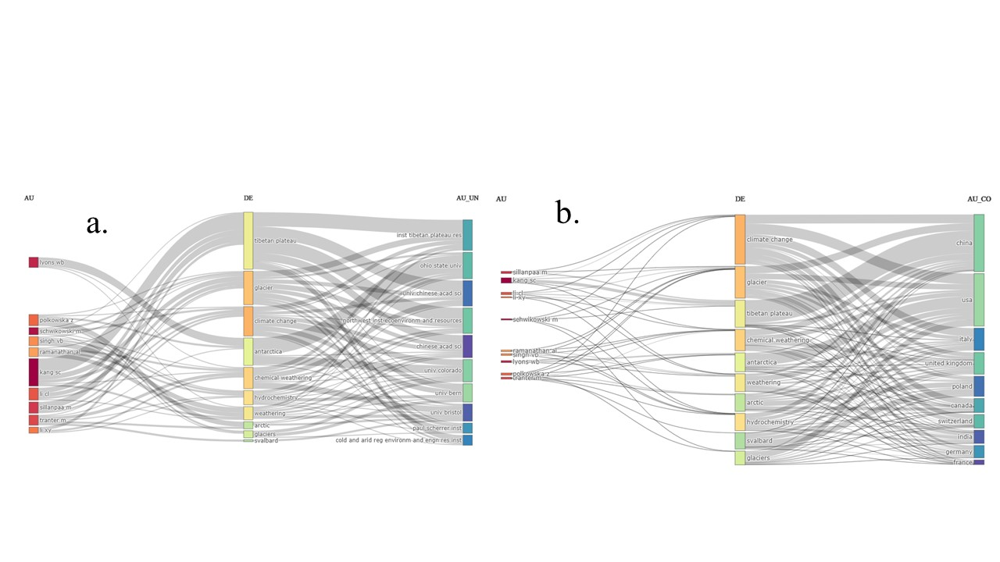 a.
AU
DE
AU_UN
lyons wb
polkowska z
schwikowski m
singh vb
ramanathan al
kang sc
li cl
sillanpaa m
tranter m
li xy
tibetan plateau
glacier
climate change
antarctica
chemical weathering
hydrochemistry
weathering
arctic
glaciers
svalbard
inst tibetan plateau res
ohio state univ
univ chinese acad sci
northwest inst ecoenvironm and resources
chinese acad sci
univ colorado
univ bern
univ bristol
paul scherrer inst
cold and arid reg environm and engn res inst
b.
AU
DE
AU_CO
sillanpaa m
kang sc
li cl
li xy
schwikowski m
ramanathan al
singh vb
lyons wb
polkowska z
tranter m
climate change
glacier
tibetan plateau
chemical weathering
antarctica
weathering
arctic
hydrochemistry
svalbard
glaciers
china
usa
italy
united kingdom
poland
canada
switzerland
india
germany
france